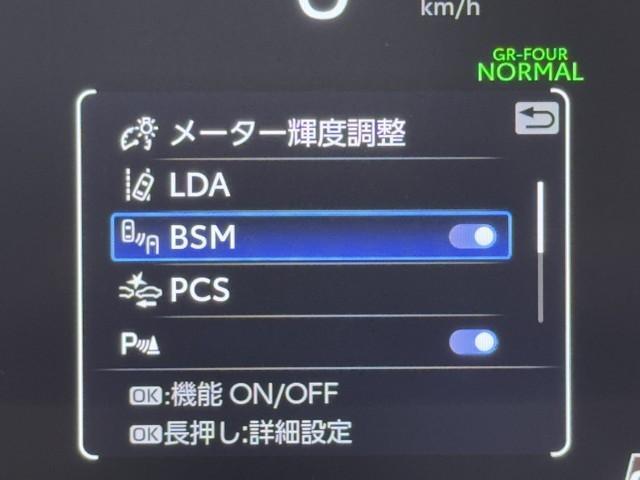 0
km/h
GR-FOUR
NORMAL
メーター輝度調整
LDA
BSM
PCS
P
OK:機能 ON/OFF
OK長押し:詳細設定